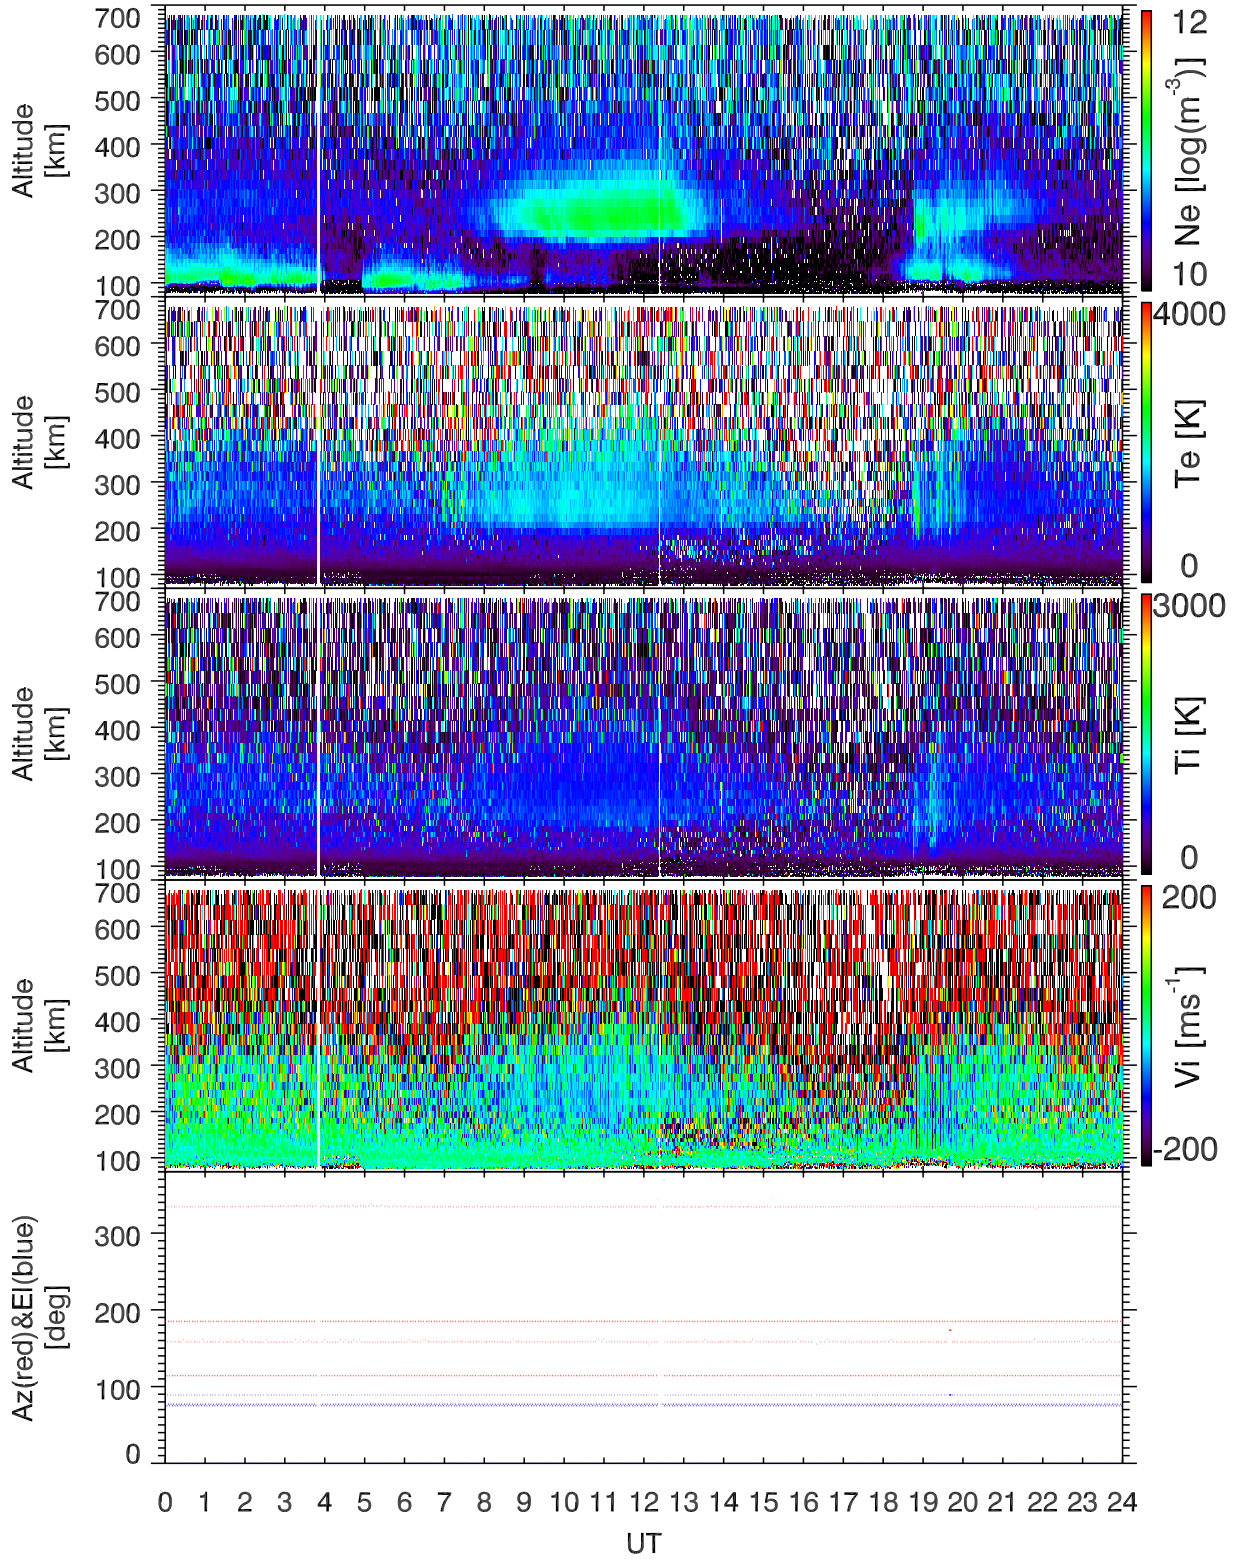 700
600
500
400
300
200
100
Altitude
[km]
12
10
Ne [log(m⁻³)]
700
600
500
400
300
200
100
Altitude
[km]
4000
0
Te [K]
700
600
500
400
300
200
100
Altitude
[km]
3000
0
Ti [K]
700
600
500
400
300
200
100
Altitude
[km]
200
-200
Vi [ms⁻¹]
300
200
100
0
Az(red)&El(blue)
[deg]
0 1 2 3 4 5 6 7 8 9 10 11 12 13 14 15 16 17 18 19 20 21 22 23 24
UT